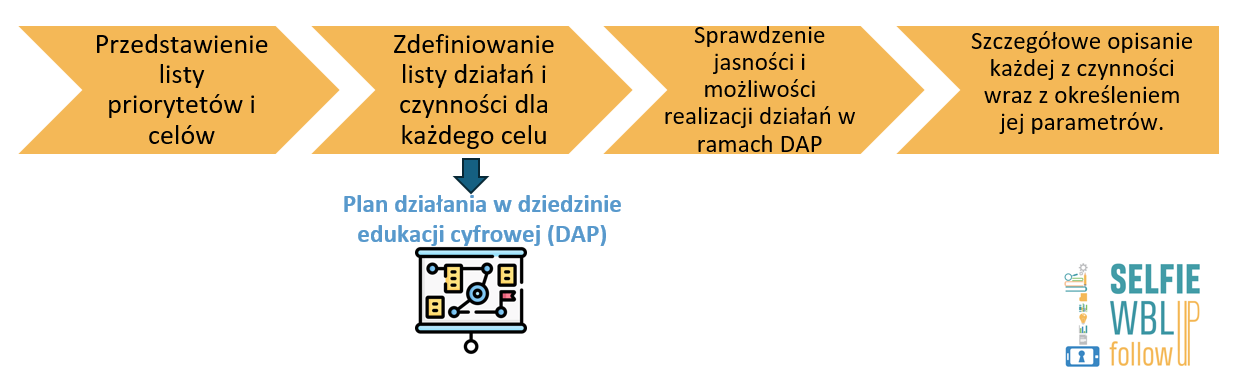 Przedstawienie
listy
priorytetów i
celów
Zdefiniowanie
listy działań i
czynności dla
każdego celu
Sprawdzenie
jasności i
możliwości
realizacji działań w
ramach DAP
Szczegółowe opisanie
każdej z czynności
wraz z określeniem
jej parametrów.
Plan działania w dziedzinie
edukacji cyfrowej (DAP)
SELFIE
WBL UP
follow